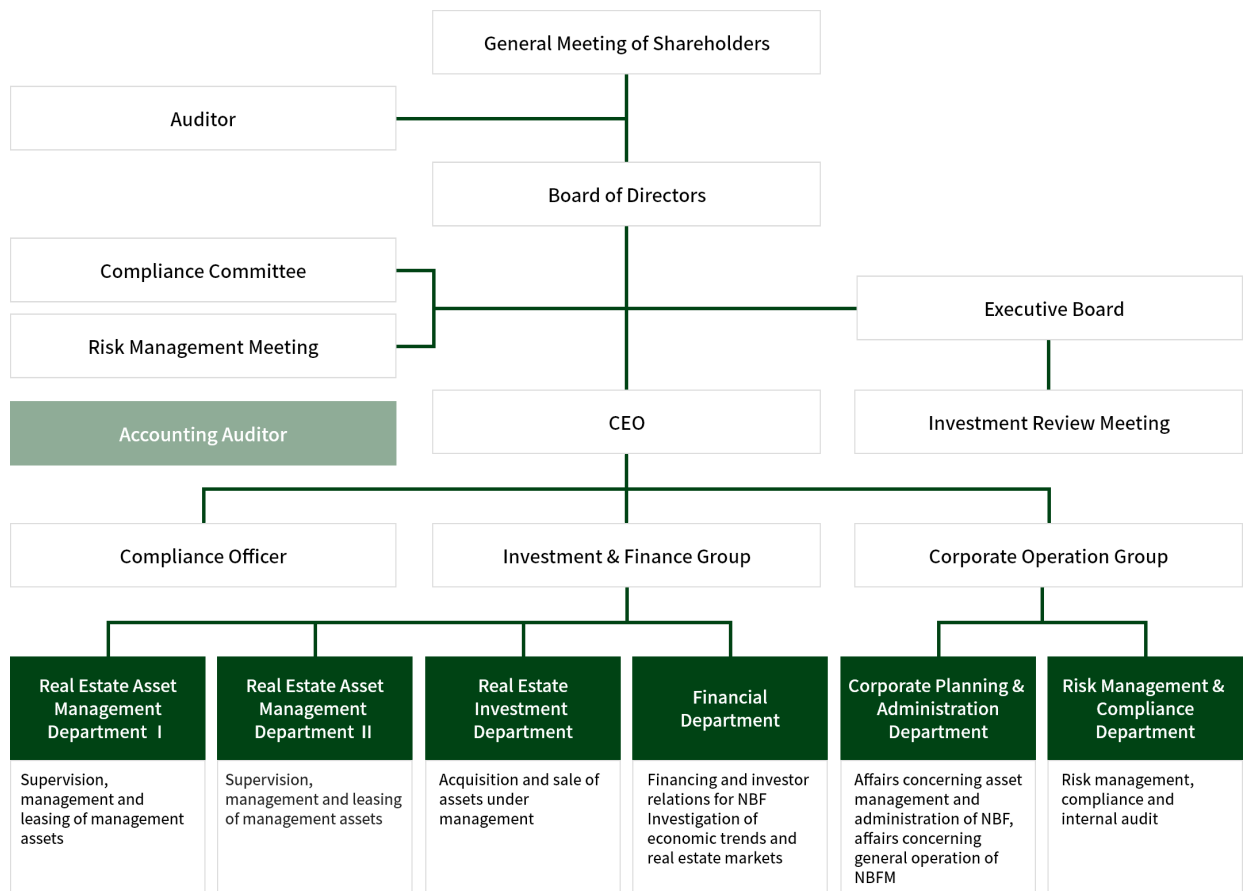 General Meeting of Shareholders
Auditor
Board of Directors
Compliance Committee
Executive Board
Risk Management Meeting
Accounting Auditor
CEO
Investment Review Meeting
Compliance Officer
Investment & Finance Group
Corporate Operation Group
Real Estate Asset
Management
Department I
Supervision,
management and
leasing of management
assets
Real Estate Asset
Management
Department II
Supervision,
management and leasing
of management assets
Real Estate
Investment
Department
Acquisition and sale of
assets under
management
Financial
Department
Financing and investor
relations for NBF
Investigation of
economic trends and
real estate markets
Corporate Planning &
Administration
Department
Affairs concerning asset
management and
administration of NBF,
affairs concerning
general operation of
NBFM
Risk Management &
Compliance
Department
Risk management,
compliance and
internal audit